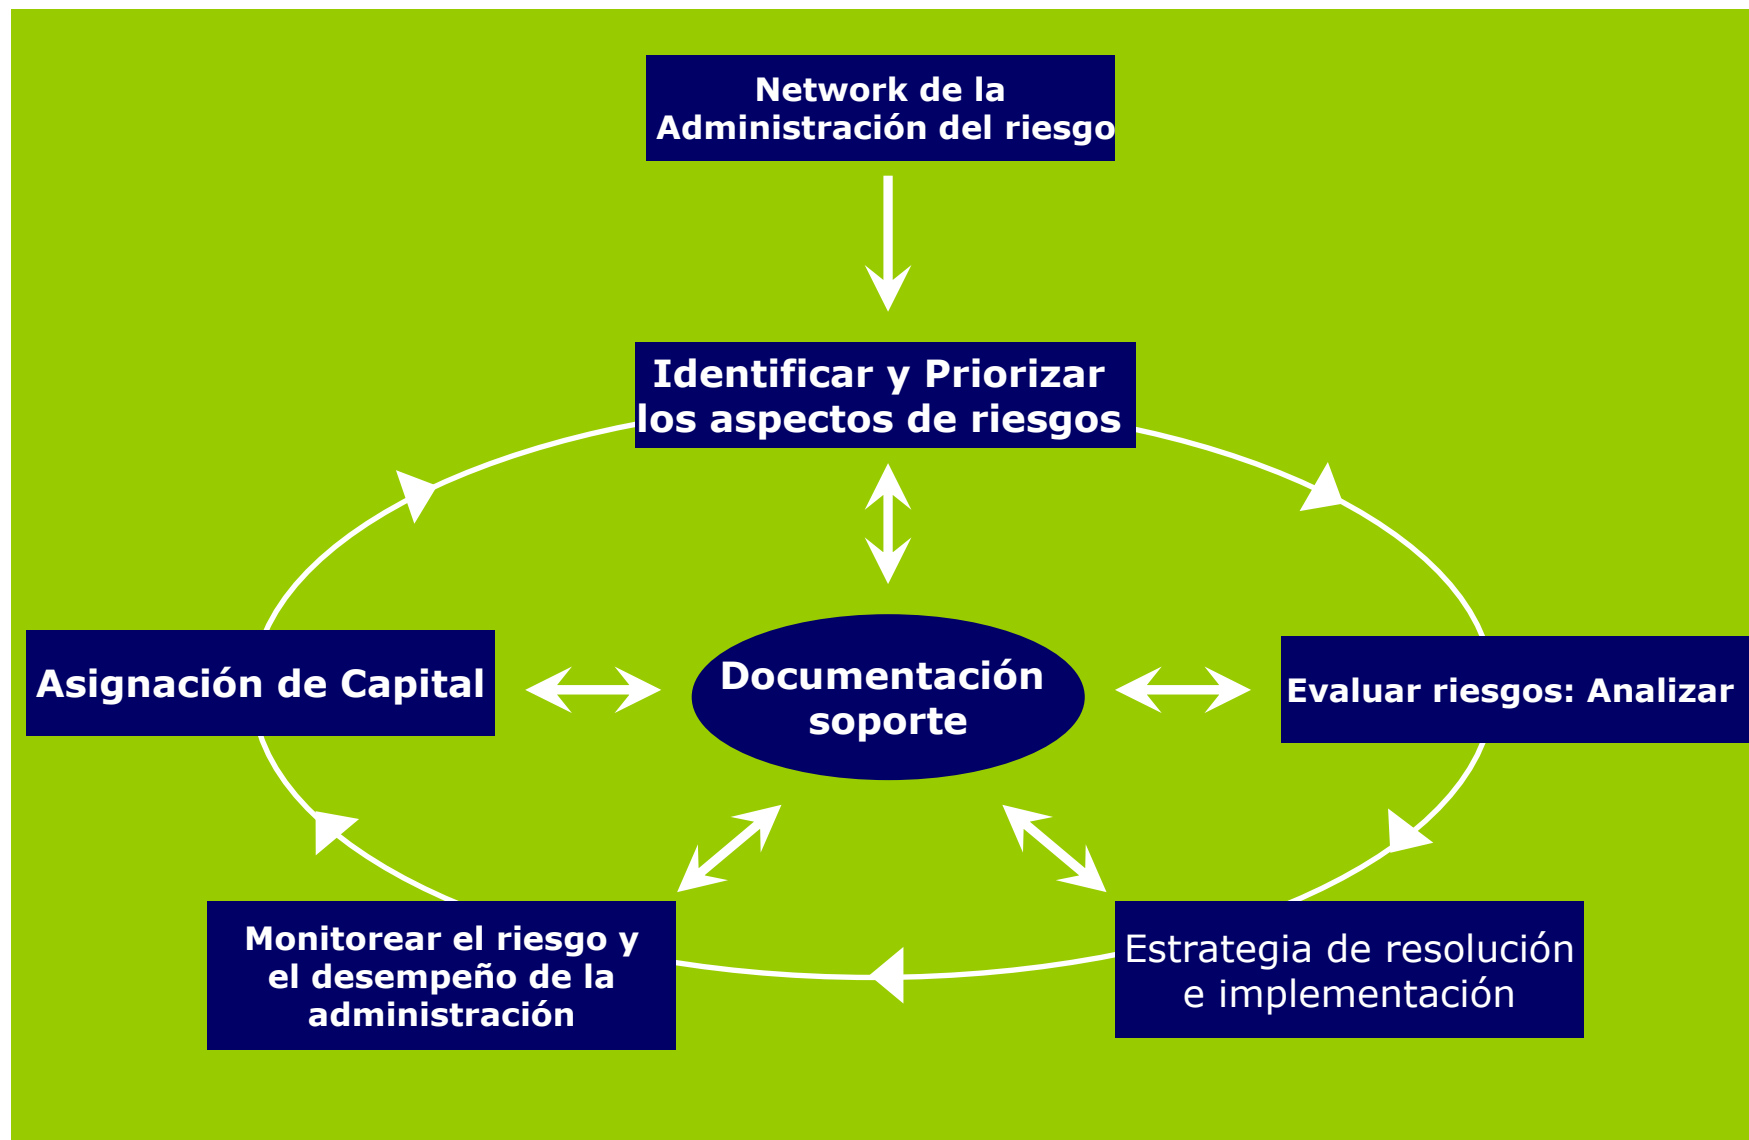 Network de la
Administración del riesgo
Identificar y Priorizar
los aspectos de riesgos
Asignación de Capital
Documentación
soporte
Evaluar riesgos: Analizar
Monitorear el riesgo y
el desempeño de la
administración
Estrategia de resolución
e implementación